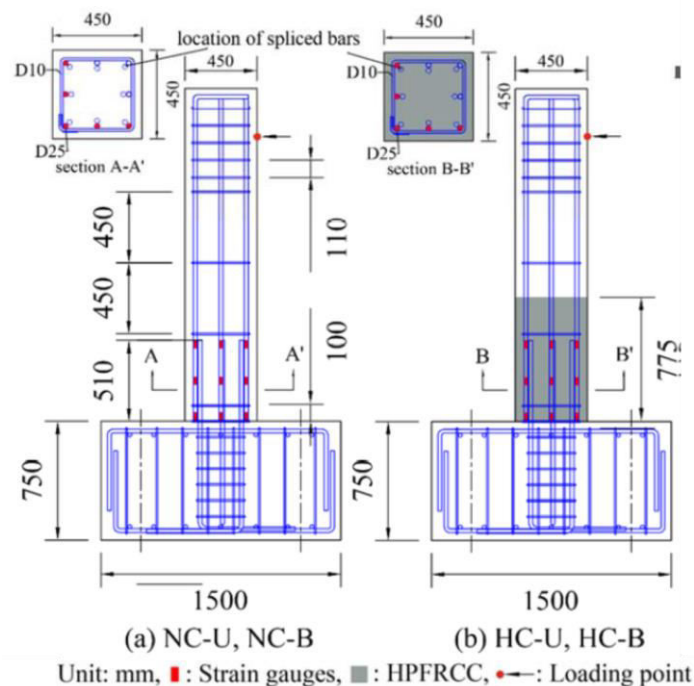 450
location of spliced bars
450
D10
450
D25
section A-A'
450
450
510
A
A'
110
100
750
1500
(a) NC-U, NC-B
450
450
D10
450
D25
section B-B'
B
B'
775
750
1500
(b) HC-U, HC-B
Unit: mm, : Strain gauges, : HPFRCC, : Loading point